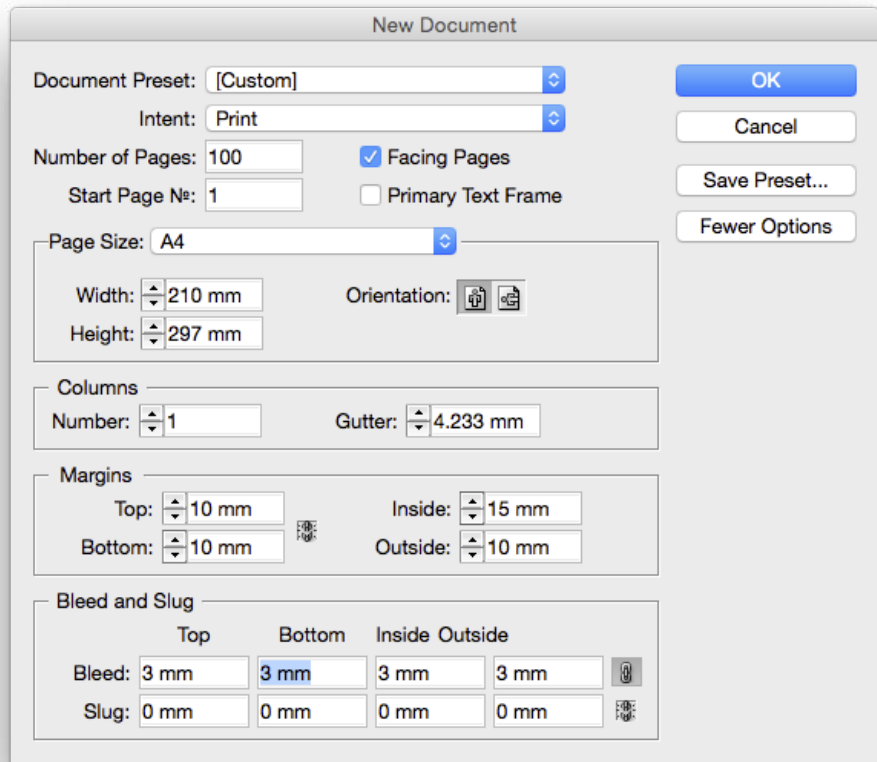 New Document
Document Preset: [Custom]
OK
Intent: Print
Cancel
Number of Pages: 100
Facing Pages
Start Page №: 1
Primary Text Frame
Save Preset...
Fewer Options
Page Size: A4
Width: 210 mm
Orientation:
Height: 297 mm
Columns
Number: 1
Gutter: 4.233 mm
Margins
Top: 10 mm
Inside: 15 mm
Bottom: 10 mm
Outside: 10 mm
Bleed and Slug
Top Bottom Inside Outside
Bleed: 3 mm 3 mm 3 mm 3 mm
Slug: 0 mm 0 mm 0 mm 0 mm